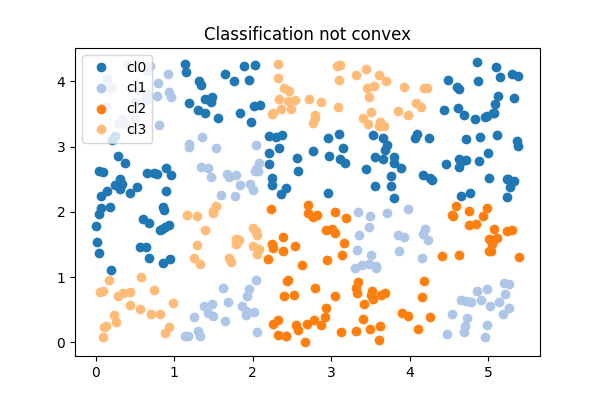 Classification not convex
cl0
cl1
cl2
cl3
4
3
2
1
0
0 1 2 3 4 5